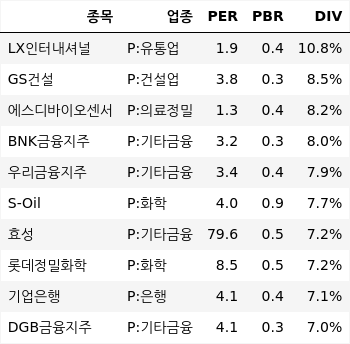 종목 업종 PER PBR DIV
LX인터내셔널 P:유통업 1.9 0.4 10.8%
GS건설 P:건설업 3.8 0.3 8.5%
에스디바이오센서 P:의료정밀 1.3 0.4 8.2%
BNK금융지주 P:기타금융 3.2 0.3 8.0%
우리금융지주 P:기타금융 3.4 0.4 7.9%
S-Oil P:화학 4.0 0.9 7.7%
효성 P:기타금융 79.6 0.5 7.2%
롯데정밀화학 P:화학 8.5 0.5 7.2%
기업은행 P:은행 4.1 0.4 7.1%
DGB금융지주 P:기타금융 4.1 0.3 7.0%